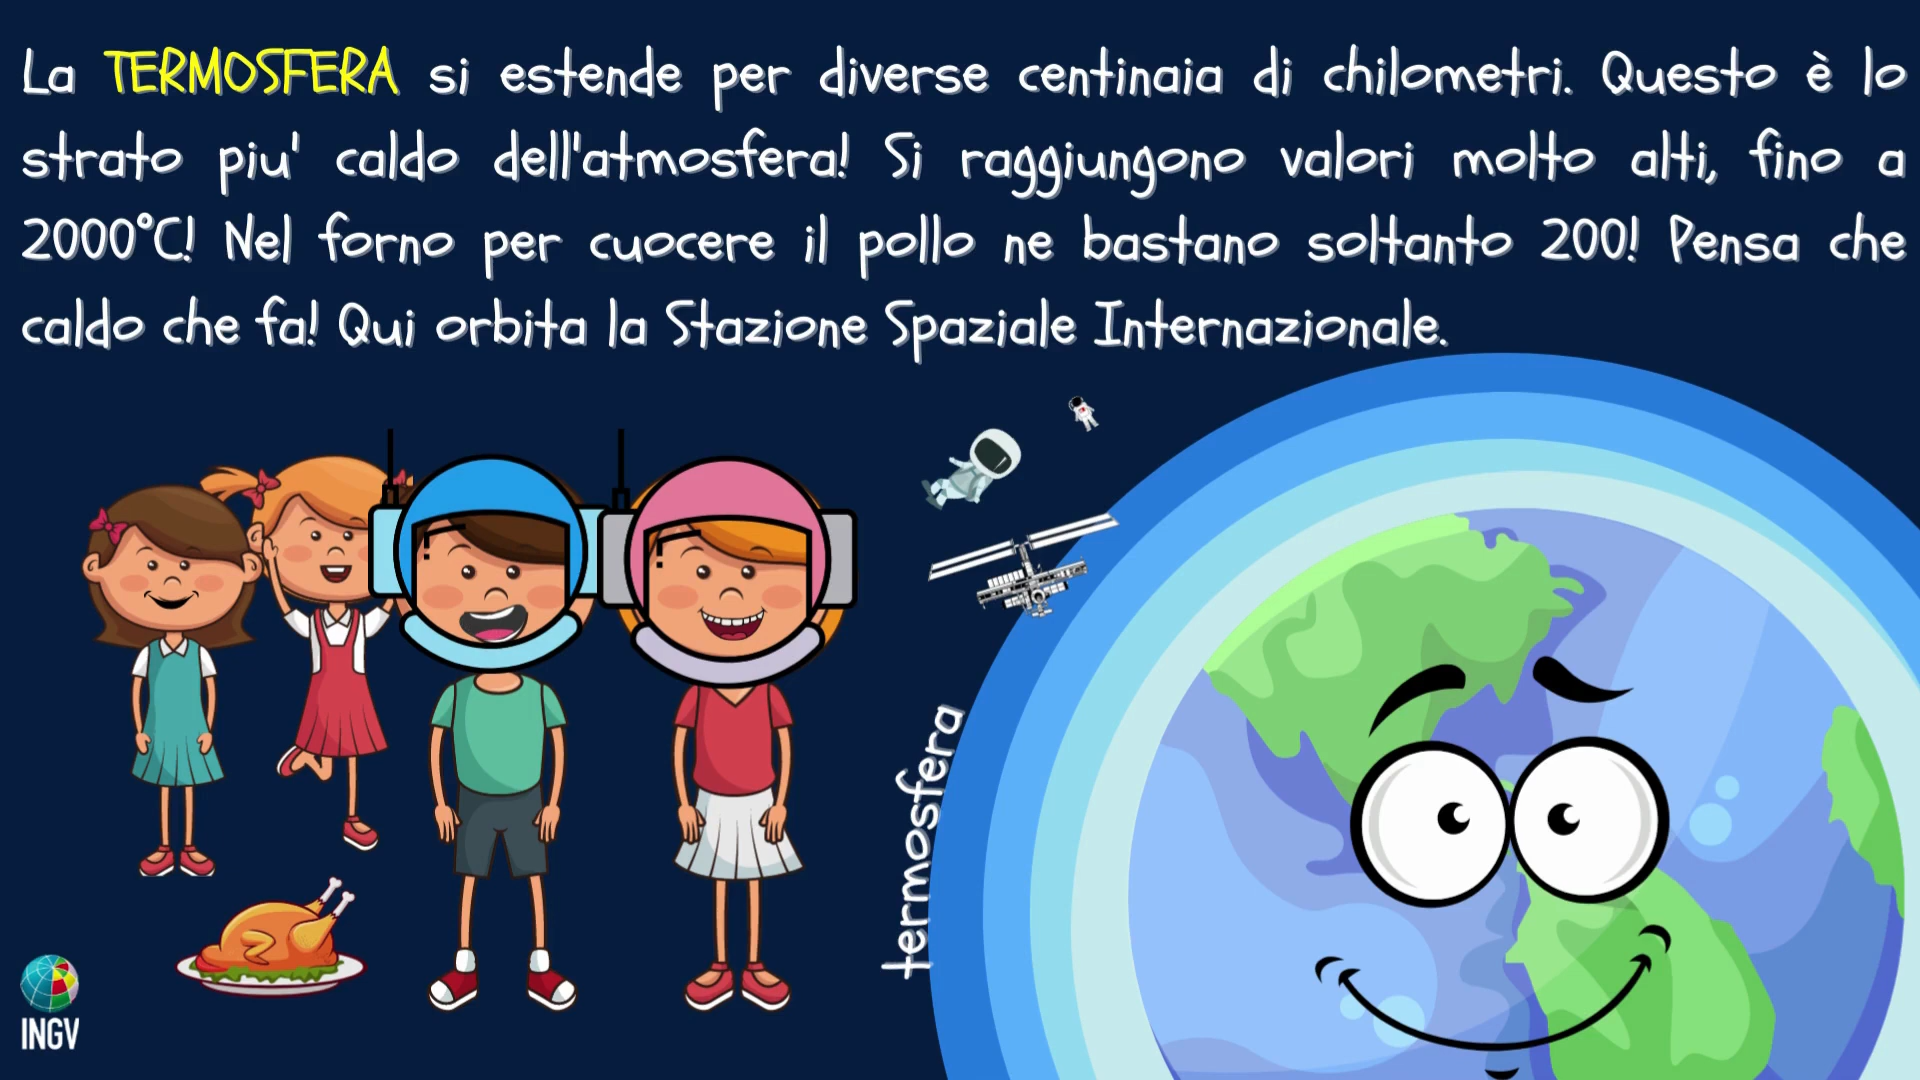 La TERMOSFERA si estende per diverse centinaia di chilometri. Questo è lo
strato piu' caldo dell'atmosfera! Si raggiungono valori molto alti, fino a
2000°C! Nel forno per cuocere il pollo ne bastano soltanto 200! Pensa che
caldo che fa! Qui orbita la Stazione Spaziale Internazionale.
termosfera
INGV